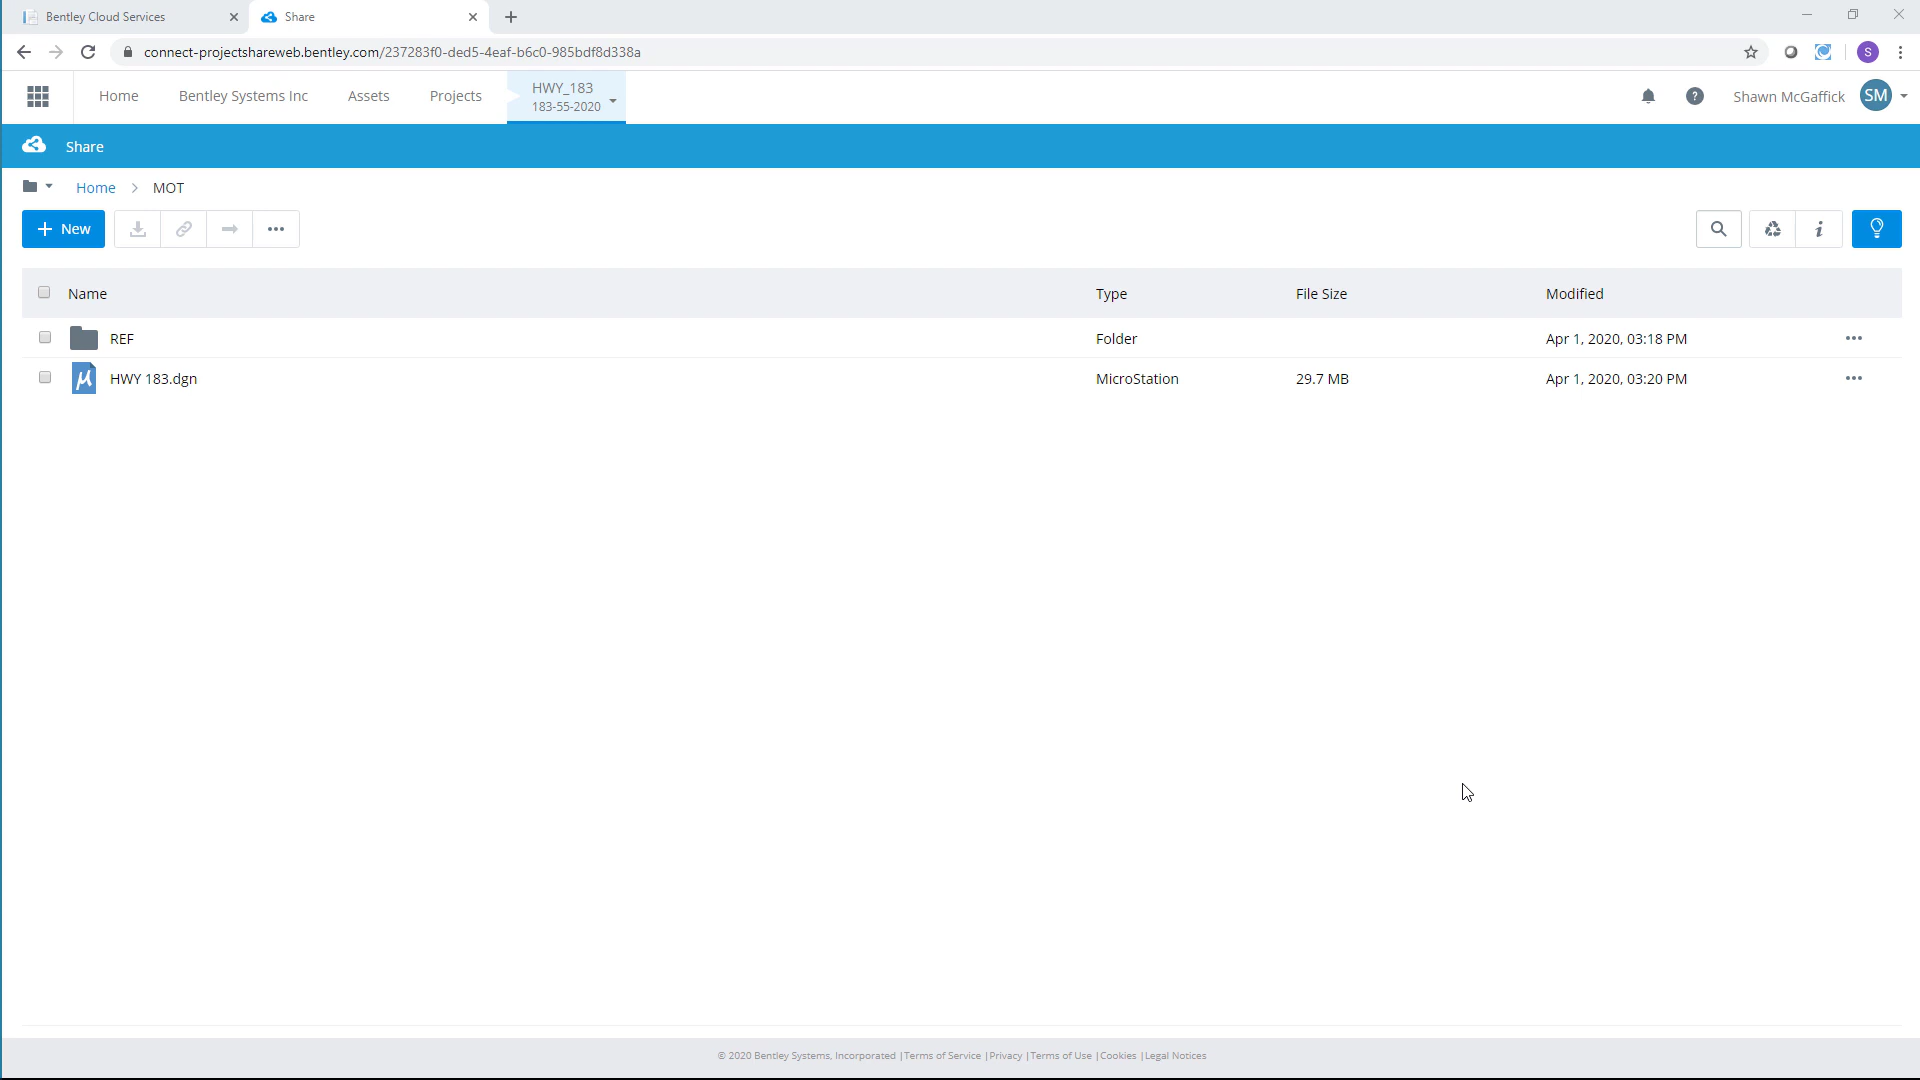 Bentley Cloud Services
Share
connect-projectshareweb.bentley.com/237283f0-ded5-4eaf-b6c0-985bdf8d338a
S
Home
Bentley Systems Inc
Assets
Projects
HWY_183
183-55-2020
Shawn McGaffick
SM
Share
Home > MOT
+ New
Name Type File Size Modified
REF Folder Apr 1, 2020, 03:18 PM
HWY 183.dgn MicroStation 29.7 MB Apr 1, 2020, 03:20 PM
© 2020 Bentley Systems, Incorporated |Terms of Service |Privacy |Terms of Use |Cookies |Legal Notices